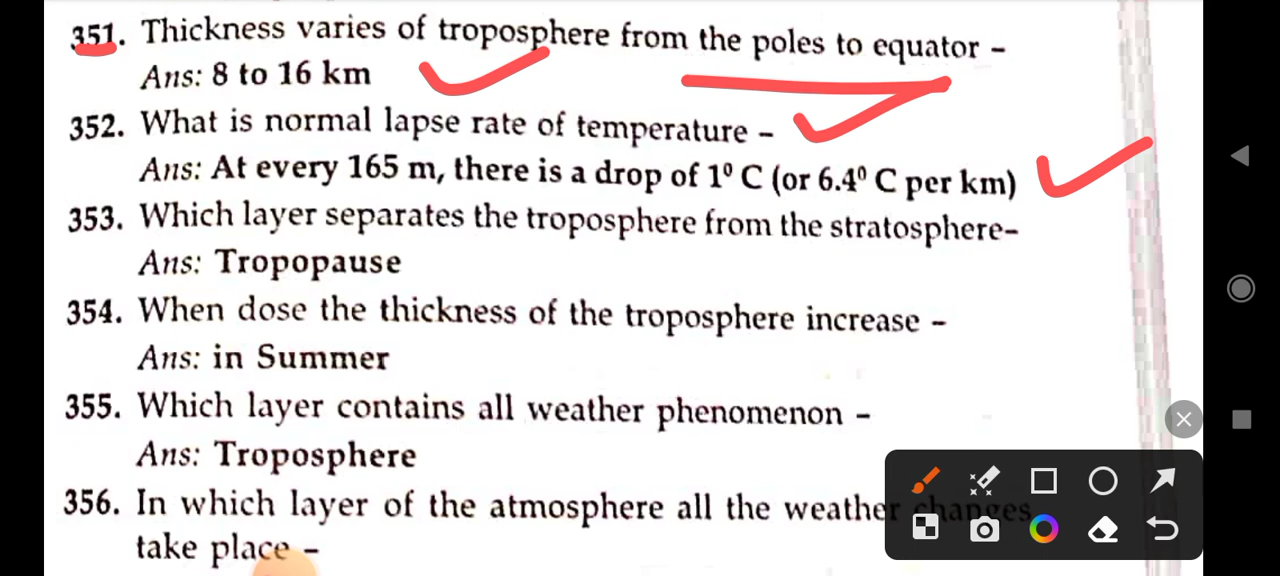 351. Thickness varies of troposphere from the poles to equator –
Ans: 8 to 16 km
352. What is normal lapse rate of temperature –
Ans: At every 165 m, there is a drop of 1⁰ C (or 6.4⁰ C per km)
353. Which layer separates the troposphere from the stratosphere–
Ans: Tropopause
354. When dose the thickness of the troposphere increase –
Ans: in Summer
355. Which layer contains all weather phenomenon –
Ans: Troposphere
356. In which layer of the atmosphere all the weather changes
take place –